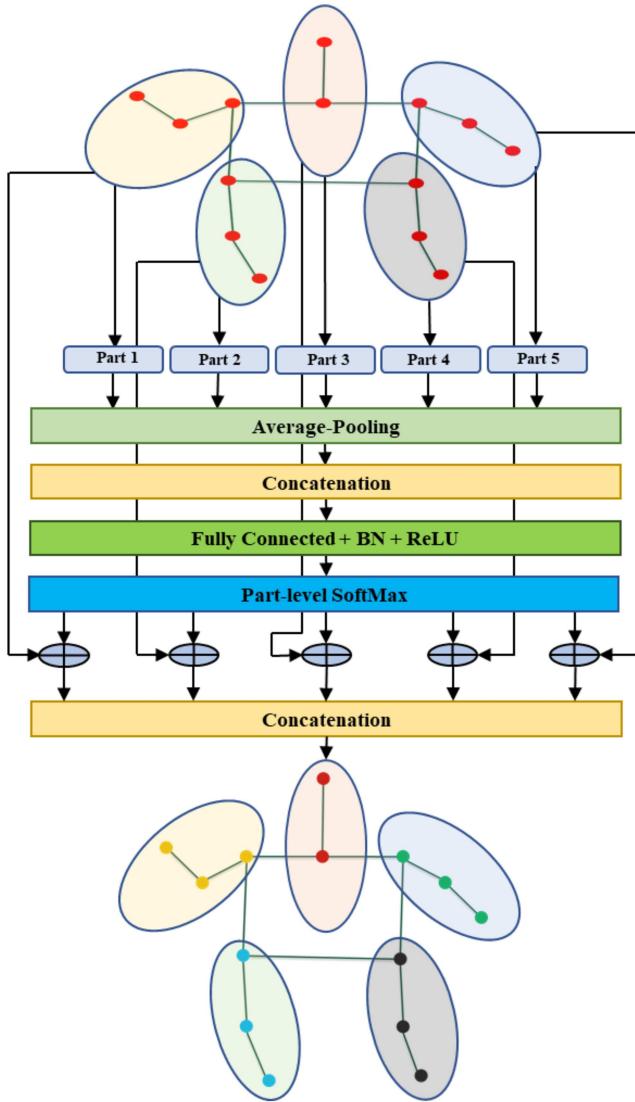 Part 1
Part 2
Part 3
Part 4
Part 5
Average-Pooling
Concatenation
Fully Connected + BN + ReLU
Part-level SoftMax
Concatenation